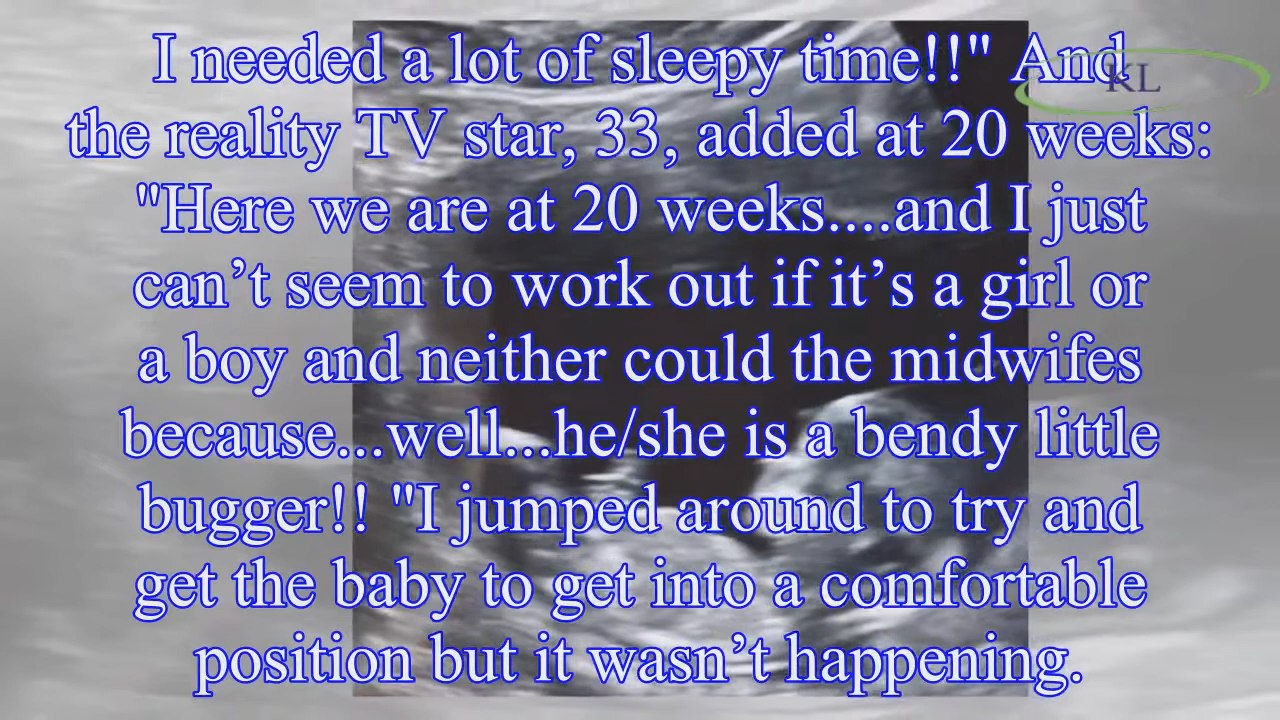 I needed a lot of sleepy time!!" And
KL
the reality TV star, 33, added at 20 weeks:
"Here we are at 20 weeks....and I just
can’t seem to work out if it’s a girl or
a boy and neither could the midwifes
because...well...he/she is a bendy little
bugger!! "I jumped around to try and
get the baby to get into a comfortable
position but it wasn’t happening.